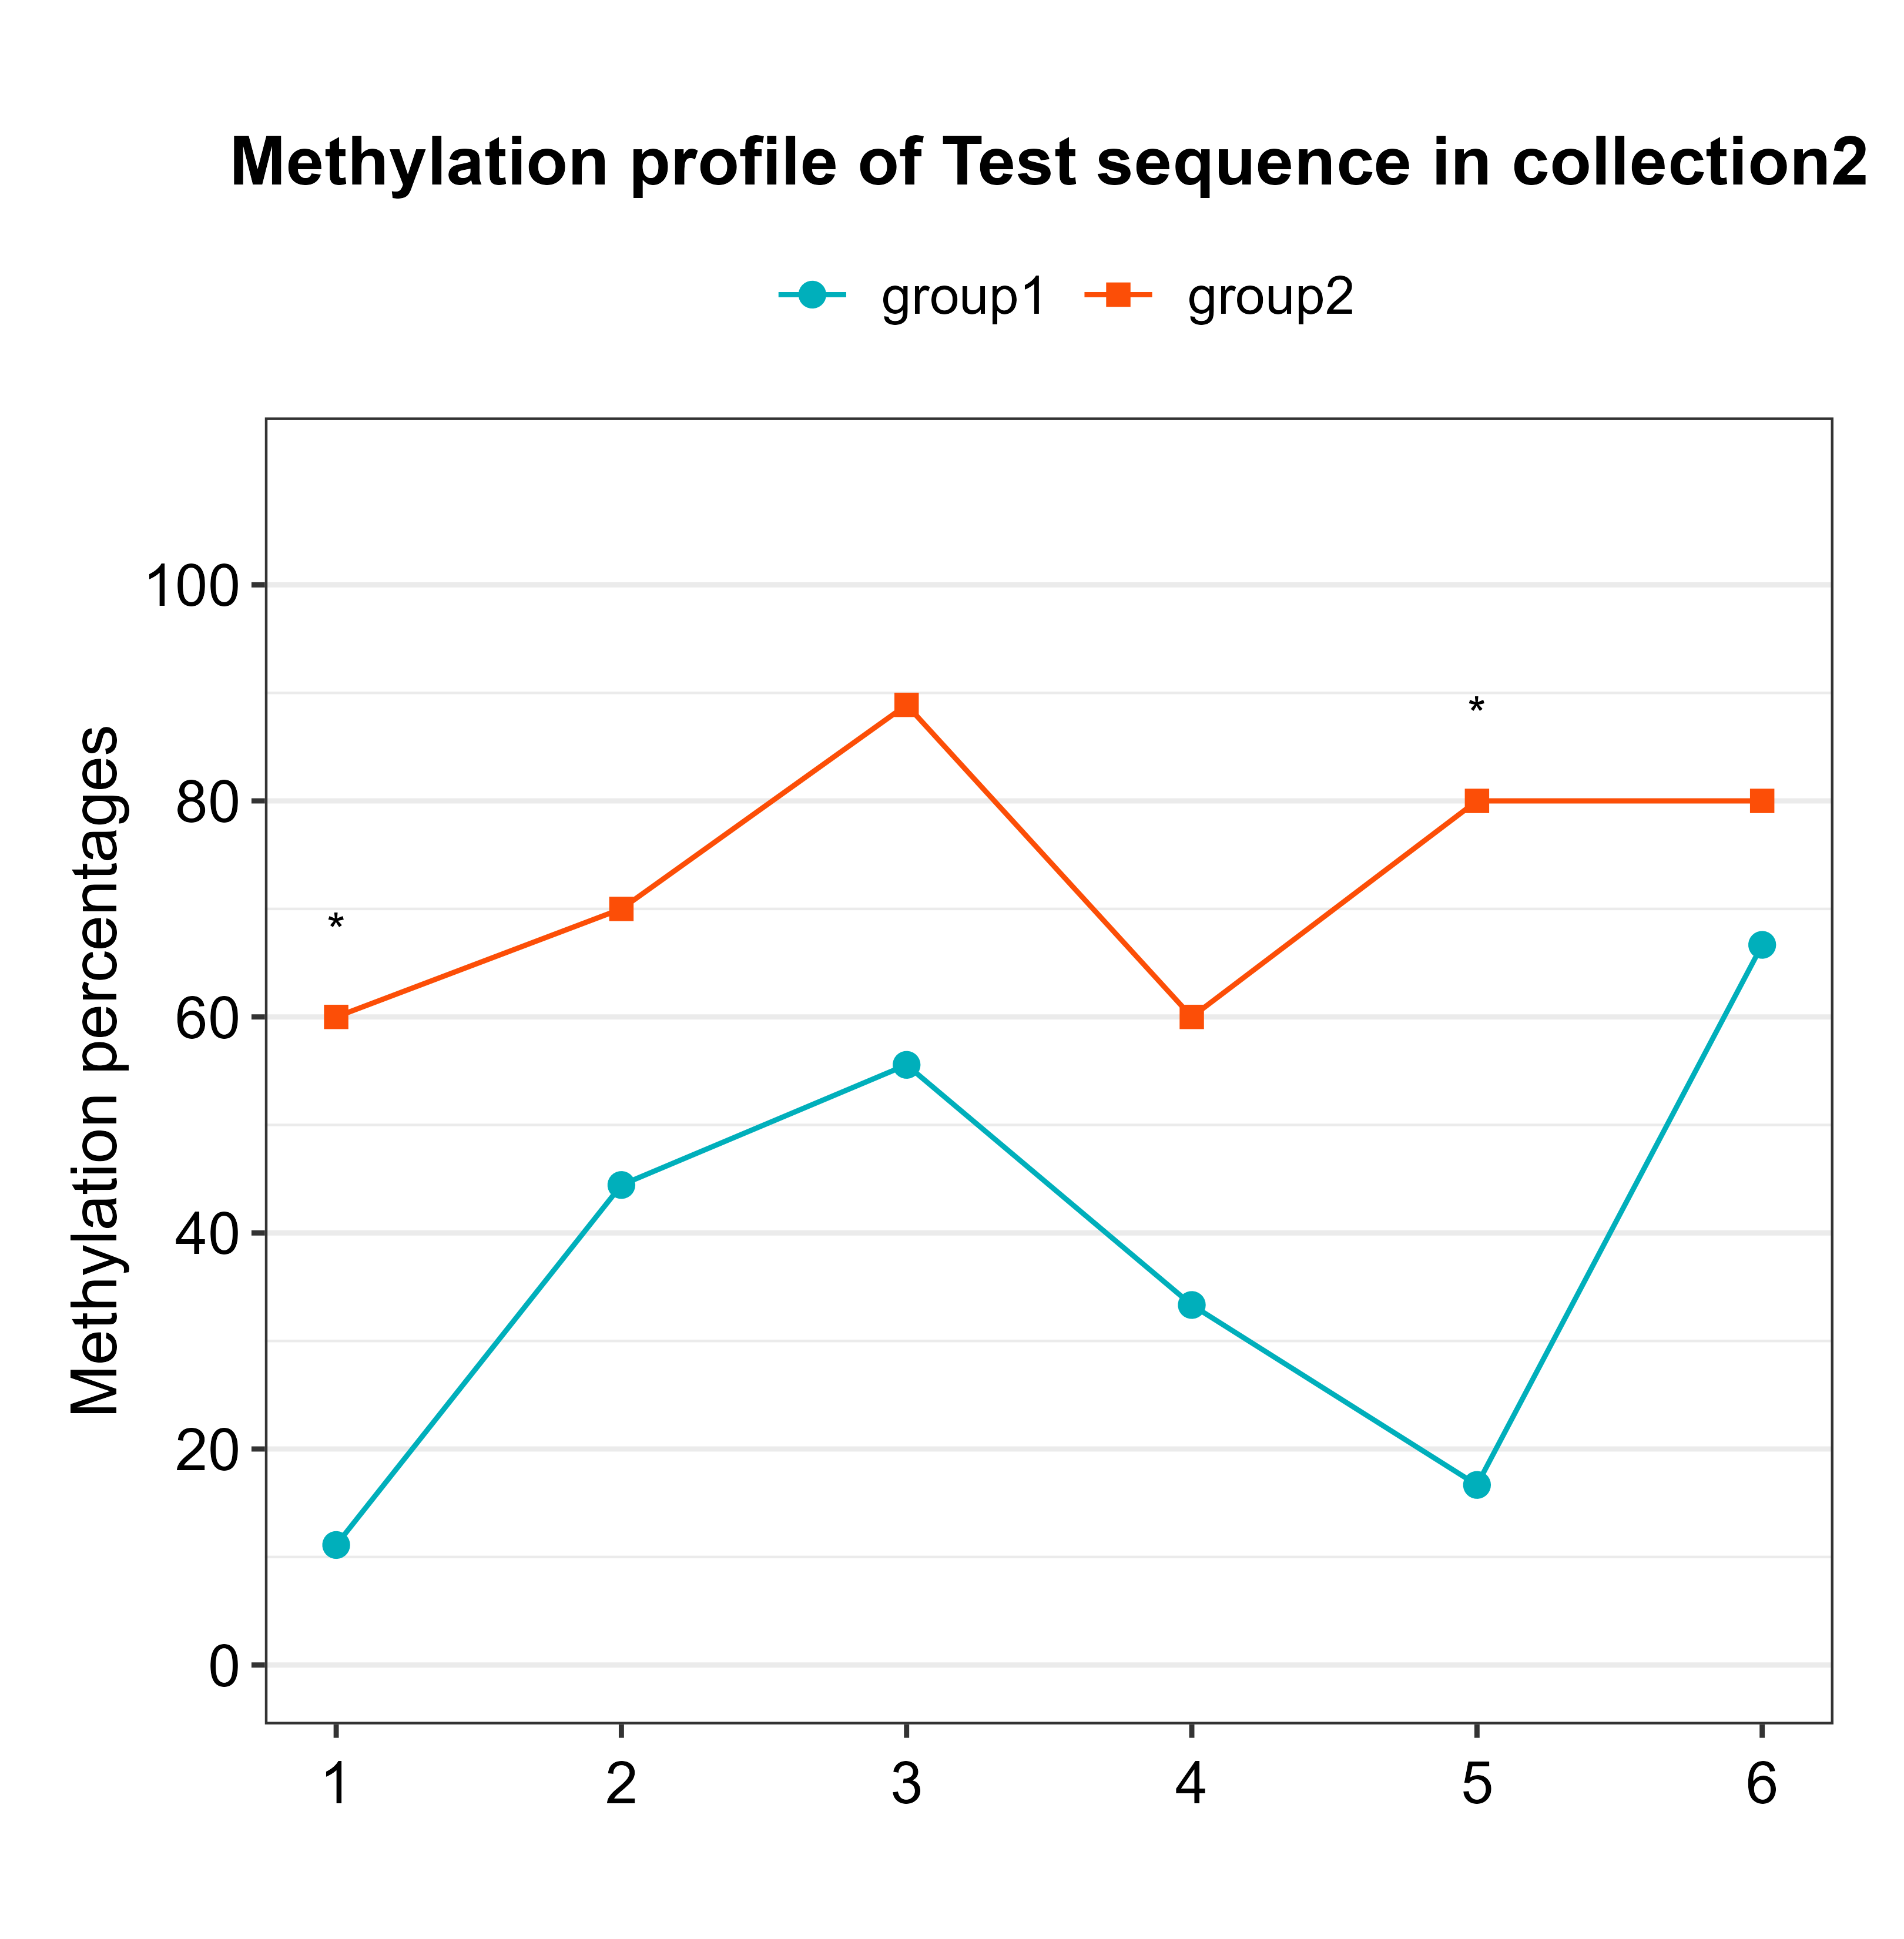 Methylation profile of Test sequence in collection2
group1 group2
Methylation percentages
100
80
60
40
20
0
*
*
1 2 3 4 5 6